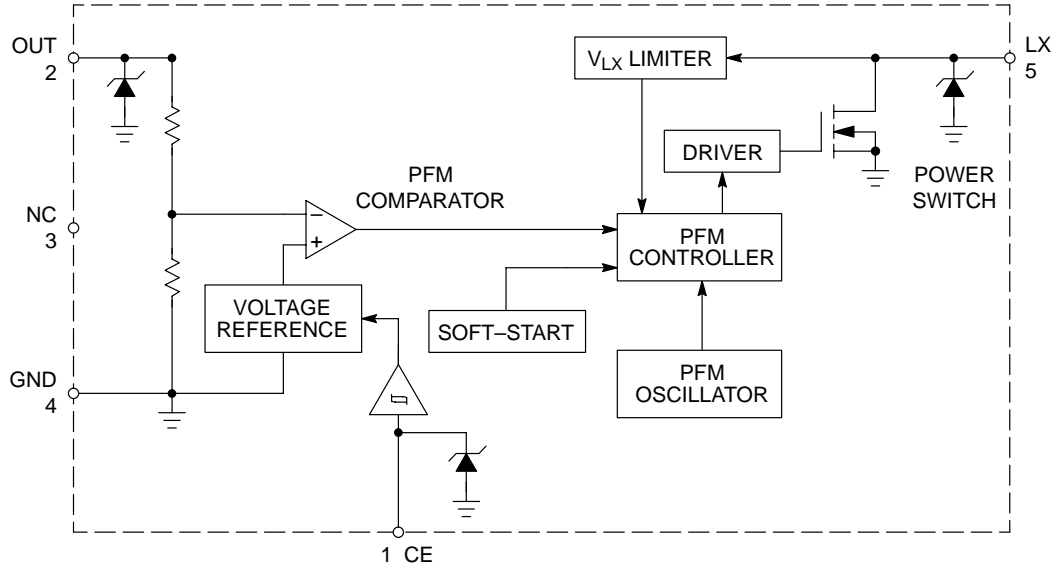 OUT
2
V_LX LIMITER
LX
5
DRIVER
POWER
SWITCH
PFM
COMPARATOR
NC
3
−
+
PFM
CONTROLLER
VOLTAGE
REFERENCE
SOFT–START
GND
4
PFM
OSCILLATOR
1 CE